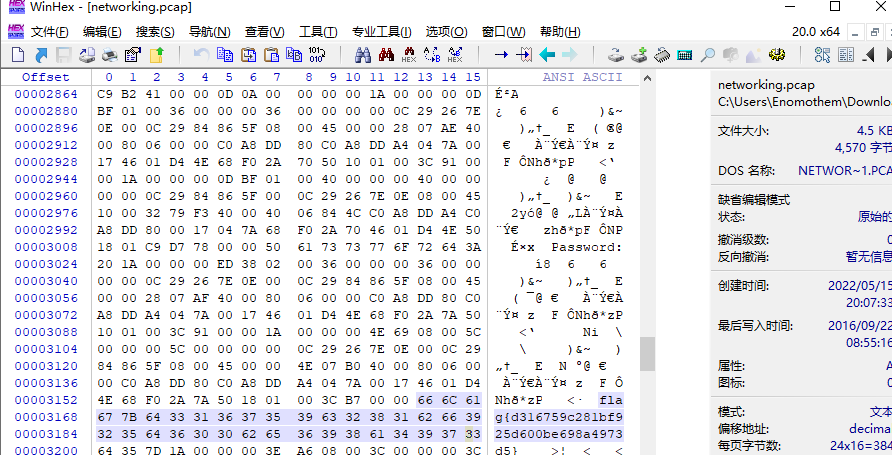 WinHex - [networking.pcap]
文件(F) 编辑(E) 搜索(S) 导航(N) 查看(V) 工具(T) 专业工具(I) 选项(O) 窗口(W) 帮助(H)
20.0 x64
Offset 0 1 2 3 4 5 6 7 8 9 10 11 12 13 14 15 ANSI ASCII
00002864 C9 B2 41 00 00 0D 0A 00 00 00 00 1A 00 00 00 0D É²A
00002880 BF 01 00 36 00 00 00 36 00 00 00 00 0C 29 26 7E ¿ 6 6 )&~
00002896 0E 00 0C 29 84 86 5F 08 00 45 00 00 28 07 AE 40 )„†_ E ( ®@
00002912 00 80 06 00 00 C0 A8 DD 80 C0 A8 DD A4 04 7A 00 € À¨Ý€À¨Ý¤ z
00002928 17 46 01 D4 4E 68 F0 2A 70 50 10 01 00 3C 91 00 F ÔNhð*pP <‘
00002944 00 1A 00 00 00 0D BF 01 00 40 00 00 00 40 00 00 ¿ @ @
00002960 00 00 0C 29 84 86 5F 00 0C 29 26 7E 0E 08 00 45 )„†_ )&~ E
00002976 10 00 32 79 F3 40 00 40 06 84 4C C0 A8 DD A4 C0 2yó@ @ „LÀ¨Ý¤À
00002992 A8 DD 80 00 17 04 7A 68 F0 2A 70 46 01 D4 4E 50 ¨Ý€ zhð*pF ÔNP
00003008 18 01 C9 D7 78 00 00 50 61 73 73 77 6F 72 64 3A É×x Password:
00003024 20 1A 00 00 00 ED 38 02 00 36 00 00 00 36 00 00 í8 6 6
00003040 00 00 0C 29 26 7E 0E 00 0C 29 84 86 5F 08 00 45 )&~ )„†_ E
00003056 00 00 28 07 AF 40 00 80 06 00 00 C0 A8 DD 80 C0 ( ¯@ € À¨Ý€À
00003072 A8 DD A4 04 7A 00 17 46 01 D4 4E 68 F0 2A 7A 50 ¨Ý¤ z F ÔNhð*zP
00003088 10 01 00 3C 91 00 00 1A 00 00 00 4E 69 08 00 5C <‘ Ni \
00003104 00 00 00 5C 00 00 00 00 0C 29 26 7E 0E 00 0C 29 \ )&~ )
00003120 84 86 5F 08 00 45 00 00 4E 07 B0 40 00 80 06 00 „†_ E N °@ €
00003136 00 C0 A8 DD 80 C0 A8 DD A4 04 7A 00 17 46 01 D4 À¨Ý€À¨Ý¤ z F Ô
00003152 4E 68 F0 2A 7A 50 18 01 00 3C B7 00 00 66 6C 61 Nhð*zP <· fla
00003168 67 7B 64 33 31 36 37 35 39 63 32 38 31 62 66 39 g{d316759c281bf9
00003184 32 35 64 36 30 30 62 65 36 39 38 61 34 39 37 33 25d600be698a4973
00003200 64 35 7D 1A 00 00 00 3E A6 08 00 3C 00 00 00 3C d5} >¦ < <
networking.pcap
C:\Users\Enomothem\Downlo
文件大小: 4.5 K
4,570 字节
DOS 名称: NETWOR~1.PCA
缺省编辑模式
状态: 原始的
撤消级数: 0
反向撤消: 暂无信息
创建时间: 2022/05/15
20:07:33
最后写入时间: 2016/09/22
08:55:16
属性: A
图标: 0
模式: 文本
偏移地址: decima
每页字节数: 24x16=384